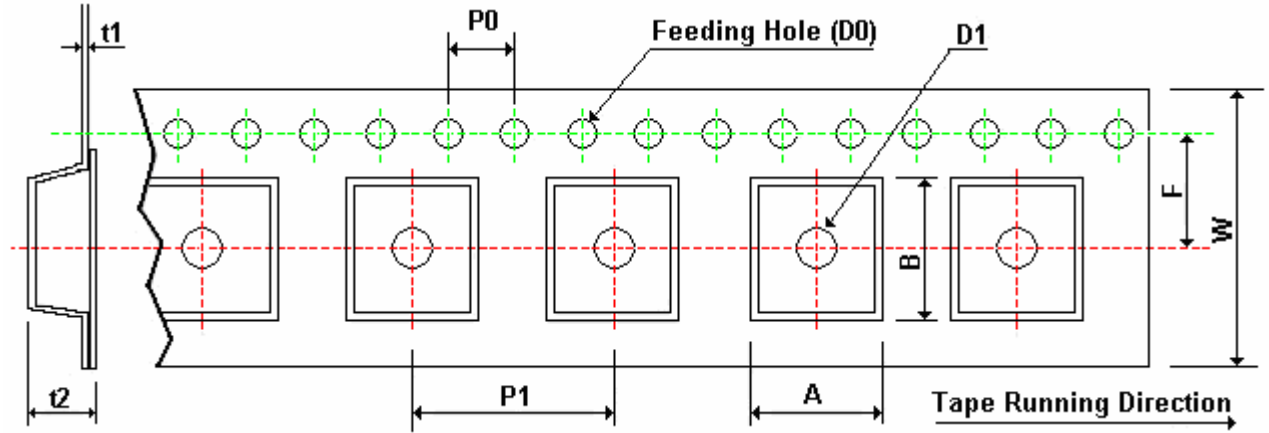 P0
Feeding Hole (D0)
D1
t1
F
W
B
t2
P1
A
Tape Running Direction